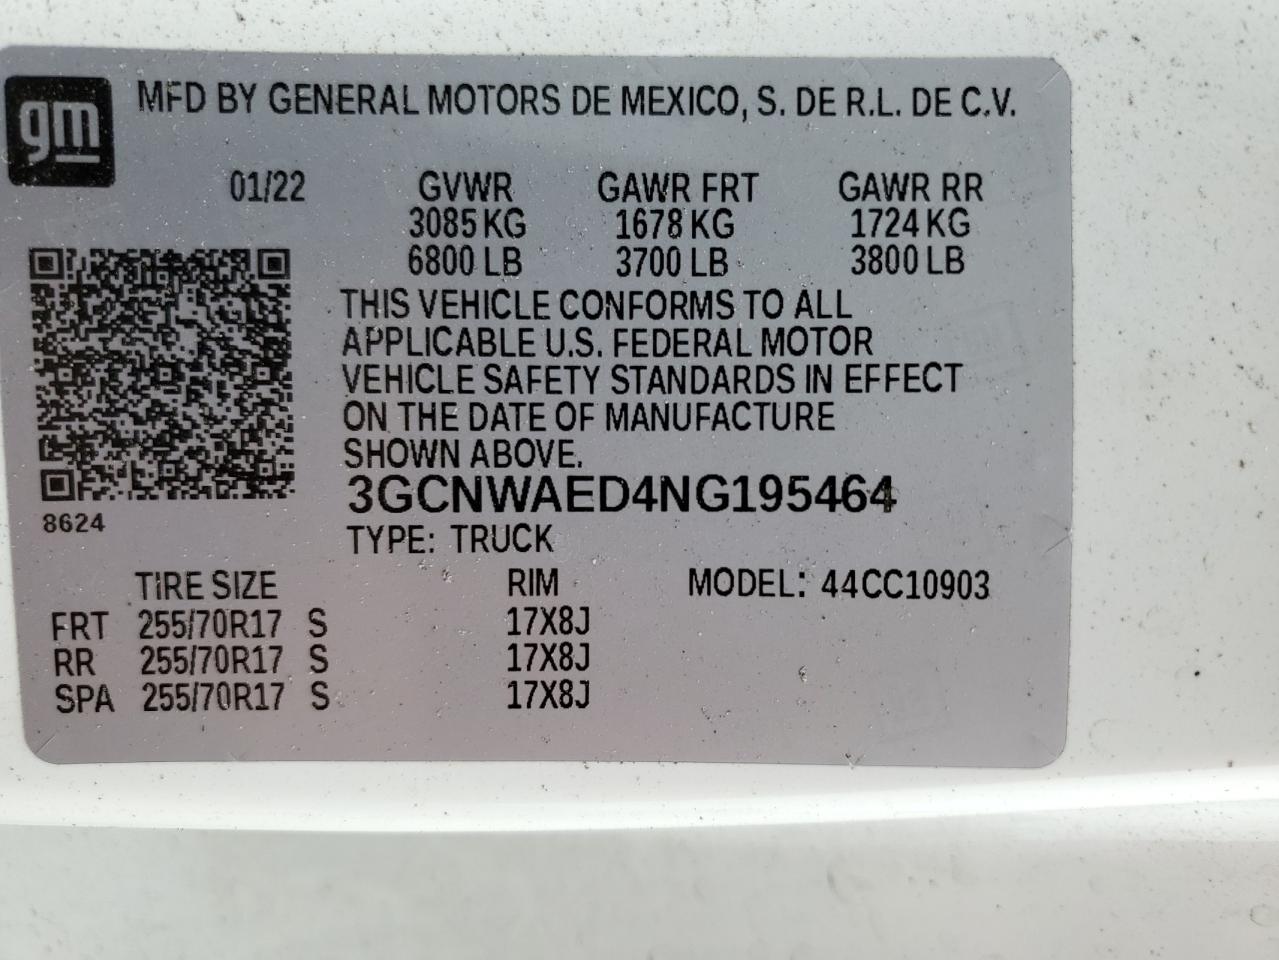 gm
MFD BY GENERAL MOTORS DE MEXICO, S. DE R.L. DE C.V.
01/22 GVWR GAWR FRT GAWR RR
3085 KG 1678 KG 1724 KG
6800 LB 3700 LB 3800 LB
THIS VEHICLE CONFORMS TO ALL
APPLICABLE U.S. FEDERAL MOTOR
VEHICLE SAFETY STANDARDS IN EFFECT
ON THE DATE OF MANUFACTURE
SHOWN ABOVE.
3GCNWAED4NG195464
8624
TYPE: TRUCK
TIRE SIZE RIM MODEL: 44CC10903
FRT 255/70R17 S 17X8J
RR 255/70R17 S 17X8J
SPA 255/70R17 S 17X8J